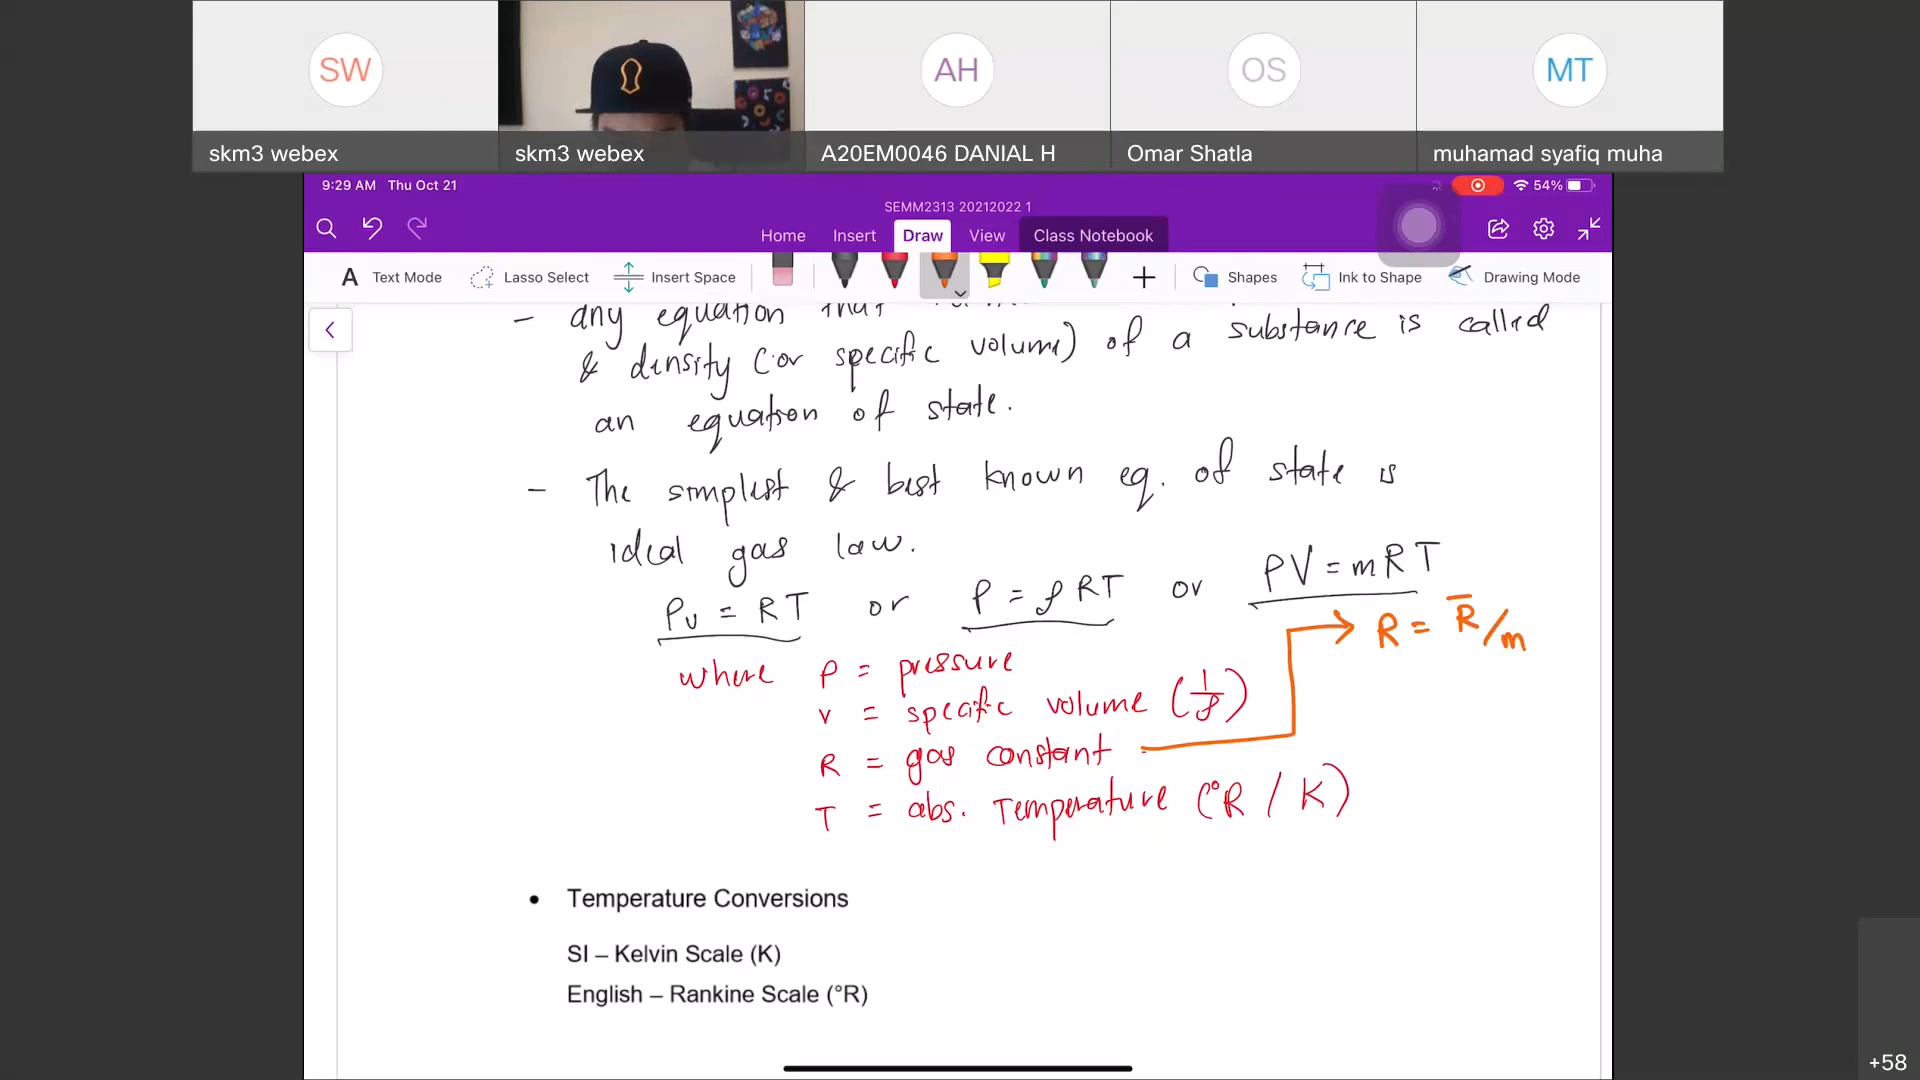 SW
AH
OS
MT
skm3 webex
skm3 webex
A20EM0046 DANIAL H
Omar Shatla
muhamad syafiq muha
9:29 AM Thu Oct 21
54%
SEMM2313 20212022 1
Home Insert Draw View Class Notebook
A Text Mode Lasso Select Insert Space Shapes Ink to Shape Drawing Mode
- any equation that
& density (or specific volume) of a substance is called
an equation of state.
- The simplest & best known eq. of state is
ideal gas law.
Pv = RT or P = ρRT or PV = mRT
R = R̅/m
where P = pressure
v = specific volume (1/ρ)
R = gas constant
T = abs. Temperature (°R / K)
• Temperature Conversions
SI – Kelvin Scale (K)
English – Rankine Scale (°R)
+58